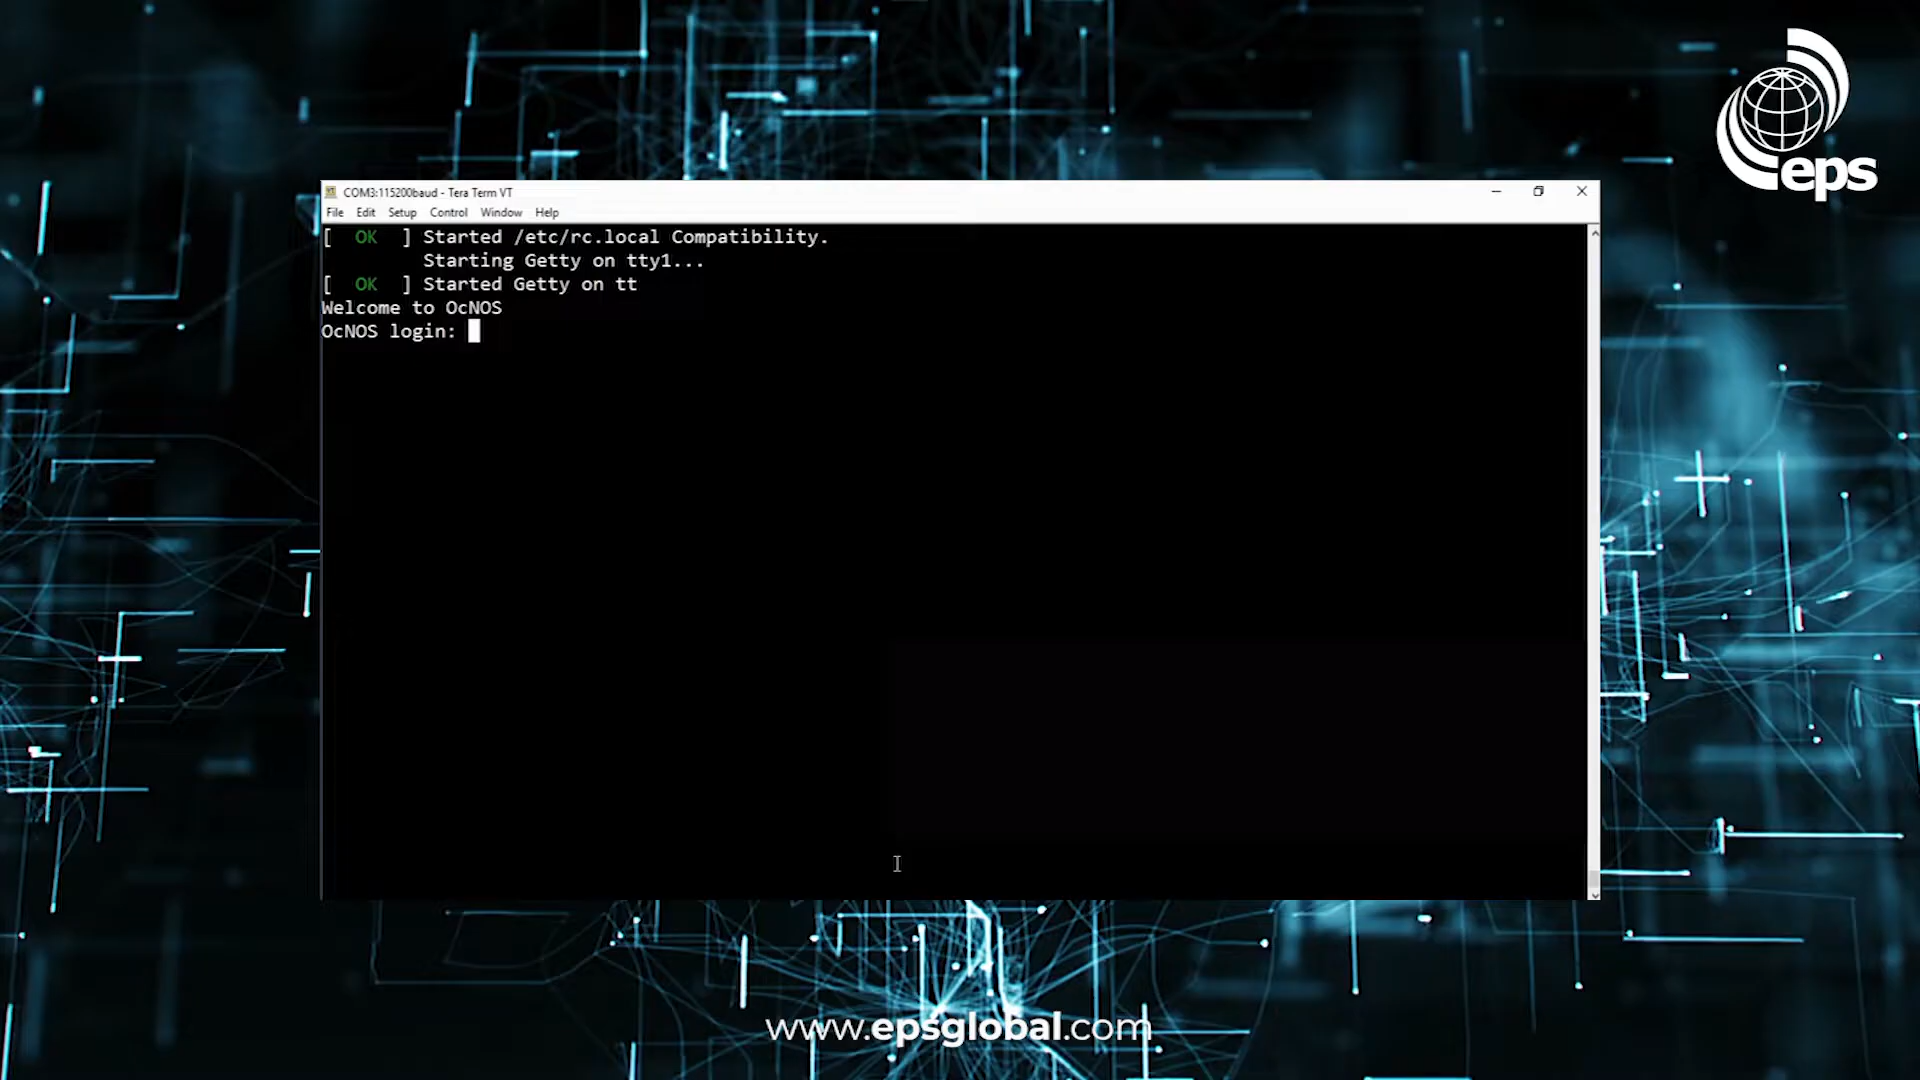 eps
COM3:115200baud - Tera Term VT
File Edit Setup Control Window Help
[ OK ] Started /etc/rc.local Compatibility.
Starting Getty on tty1...
[ OK ] Started Getty on tt
Welcome to OcNOS
OcNOS login:
www.epsglobal.com